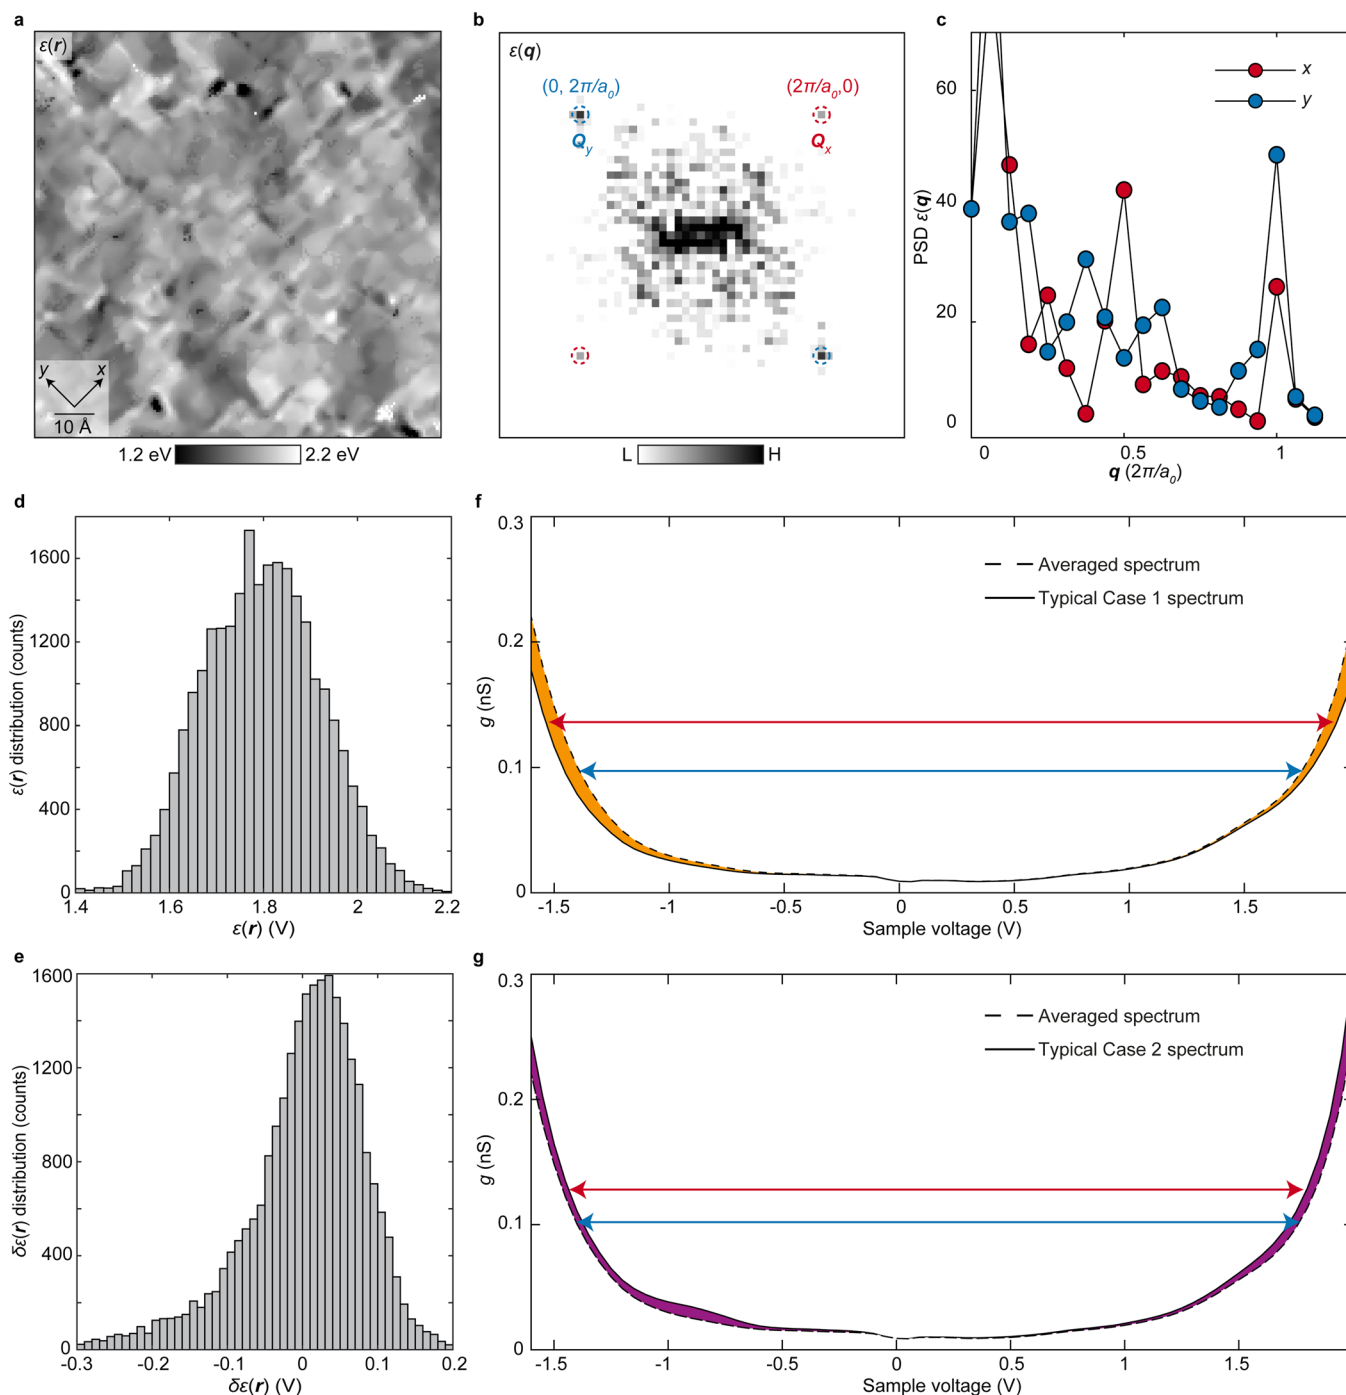 a
ε(r)
y x
10 Å
1.2 eV 2.2 eV
b
ε(q)
(0, 2π/a0) (2π/a0,0)
Qy Qx
L H
c
x
y
PSD ε(q)
60
40
20
0
0 0.5 1
q (2π/a0)
d
ε(r) distribution (counts)
1600
1200
800
400
0
1.4 1.6 1.8 2 2.2
ε(r) (V)
f
g (nS)
0.3
0.2
0.1
0
Averaged spectrum
Typical Case 1 spectrum
-1.5 -1 -0.5 0 0.5 1 1.5
Sample voltage (V)
e
δε(r) distribution (counts)
1600
1200
800
400
0
-0.3 -0.2 -0.1 0 0.1 0.2
δε(r) (V)
g
g (nS)
0.3
0.2
0.1
0
Averaged spectrum
Typical Case 2 spectrum
-1.5 -1 -0.5 0 0.5 1 1.5
Sample voltage (V)